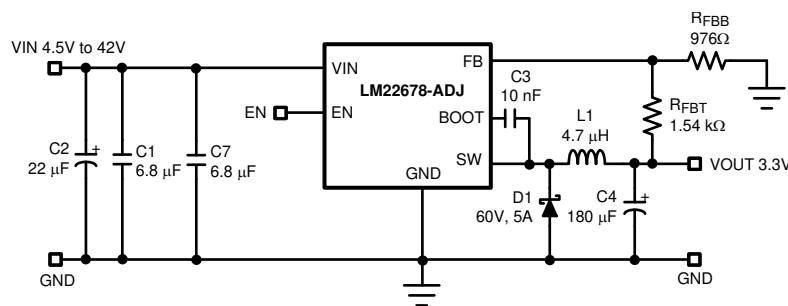 VIN 4.5V to 42V
VIN
LM22678-ADJ
FB
RFBB
976Ω
EN
EN
C3
10 nF
BOOT
L1
4.7 μH
RFBT
1.54 kΩ
C2
22 μF
+
C1
6.8 μF
C7
6.8 μF
SW
GND
VOUT 3.3V
D1
60V, 5A
C4
180 μF
+
GND
GND